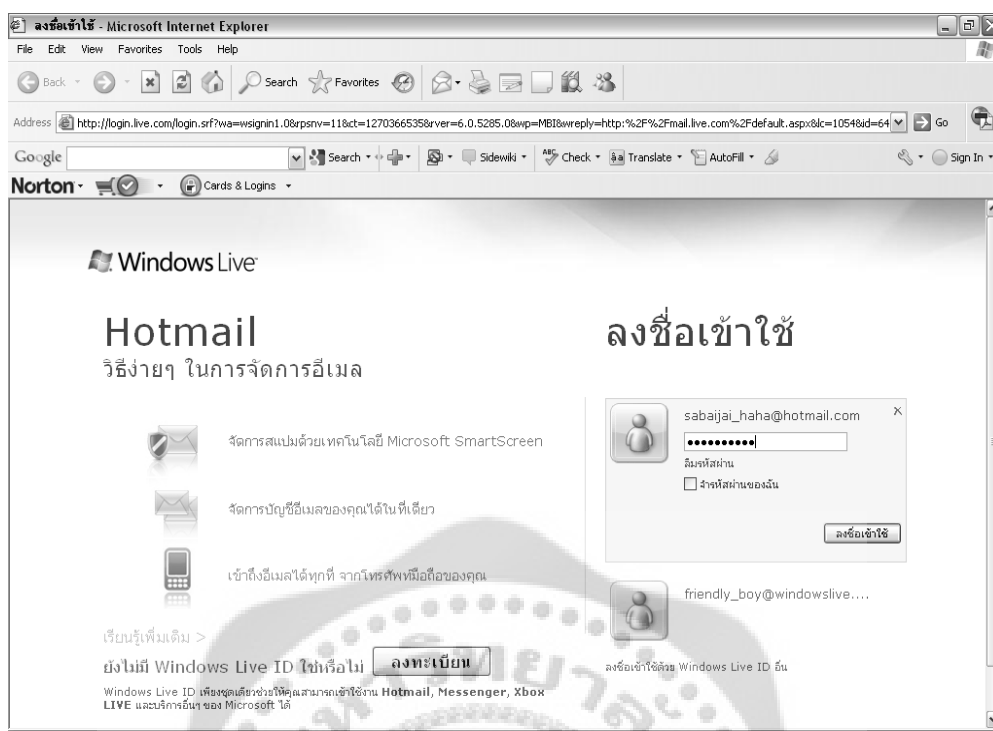 ลงชื่อเข้าใช้ - Microsoft Internet Explorer
File Edit View Favorites Tools Help
Back Search Favorites
Address http://login.live.com/login.srf?wa=wsignin1.0&rpsnv=11&ct=1270366535&rver=6.0.5285.0&wp=MBI&wreply=http:%2F%2Fmail.live.com%2Fdefault.aspx&lc=1054&id=64 Go
Google Search Sidewiki Check Translate AutoFill Sign In
Norton Cards & Logins
Windows Live
Hotmail
วิธีง่ายๆ ในการจัดการอีเมล
จัดการสแปมด้วยเทคโนโลยี Microsoft SmartScreen
จัดการบัญชีอีเมลของคุณได้ในที่เดียว
เข้าถึงอีเมลได้ทุกที่ จากโทรศัพท์มือถือของคุณ
เรียนรู้เพิ่มเติม >
ยังไม่มี Windows Live ID ใช่หรือไม่ ลงทะเบียน
Windows Live ID เพียงชุดเดียวช่วยให้คุณสามารถเข้าใช้งาน Hotmail, Messenger, Xbox
LIVE และบริการอื่นๆ ของ Microsoft ได้
ลงชื่อเข้าใช้
sabaijai_haha@hotmail.com
ลืมรหัสผ่าน
จำรหัสผ่านของฉัน
ลงชื่อเข้าใช้
friendly_boy@windowslive....
ลงชื่อเข้าใช้ด้วย Windows Live ID อื่น